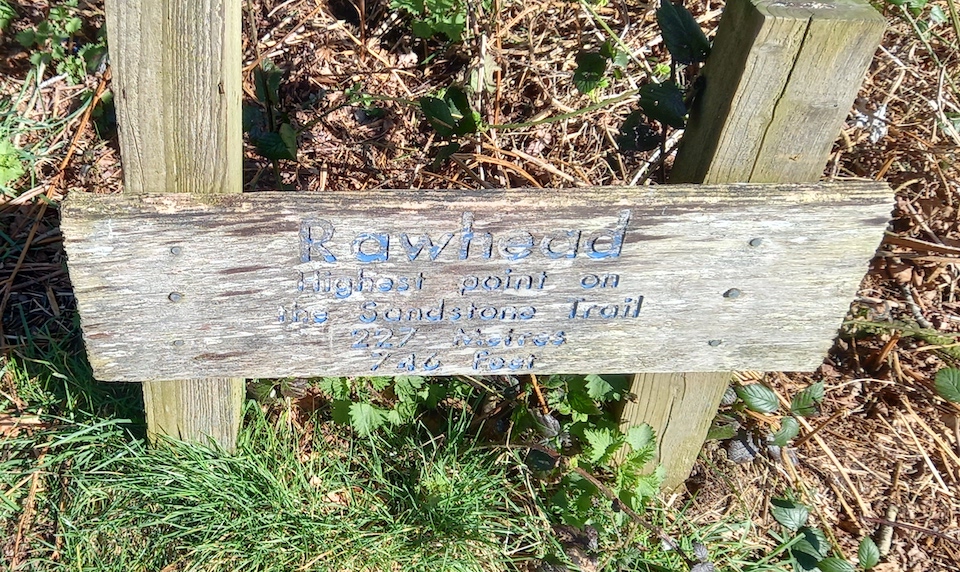 Rawhead
Highest point on
the Sandstone Trail
227 Metres
746 Feet